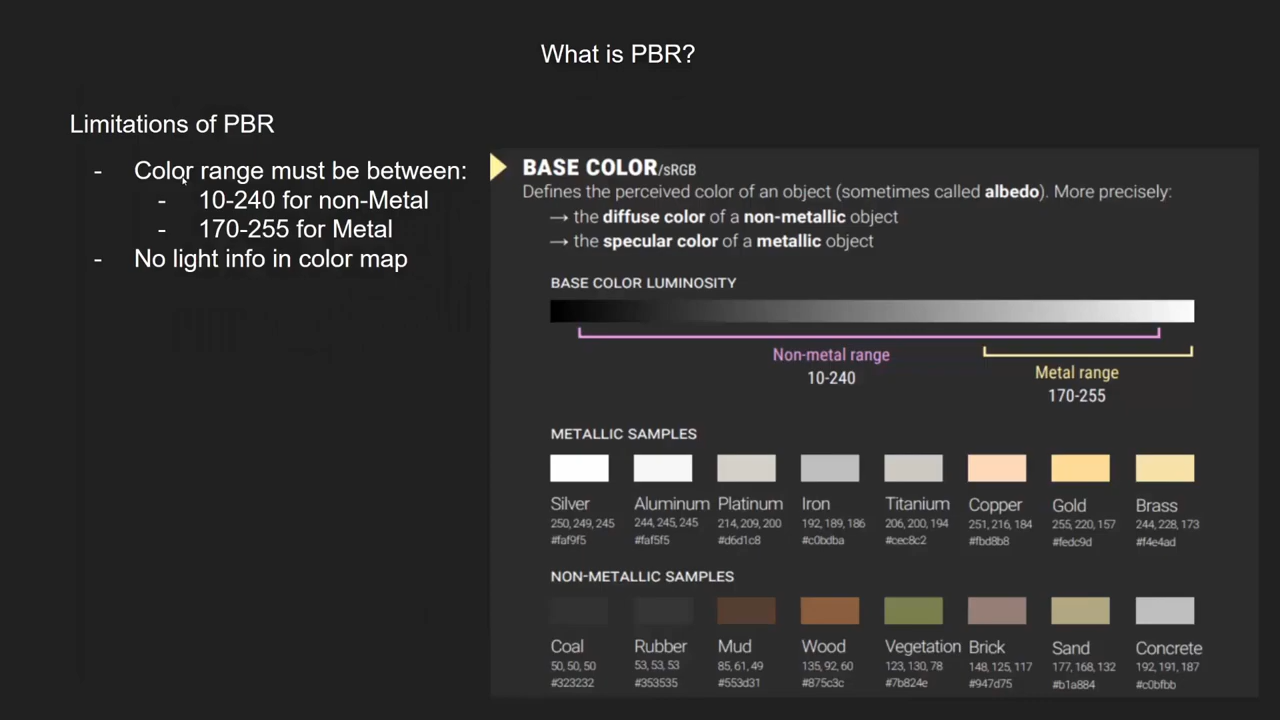 What is PBR?
Limitations of PBR
- Color range must be between:
- 10-240 for non-Metal
- 170-255 for Metal
- No light info in color map
BASE COLOR/sRGB
Defines the perceived color of an object (sometimes called albedo). More precisely:
→ the diffuse color of a non-metallic object
→ the specular color of a metallic object
BASE COLOR LUMINOSITY
Non-metal range
10-240
Metal range
170-255
METALLIC SAMPLES
Silver Aluminum Platinum Iron Titanium Copper Gold Brass
250, 249, 245 244, 245, 245 214, 209, 200 192, 189, 186 206, 200, 194 251, 216, 184 255, 220, 157 244, 228, 173
#faf9f5 #faf5f5 #d6d1c8 #c0bdba #cec8c2 #fbd8b8 #fedc9d #f4e4ad
NON-METALLIC SAMPLES
Coal Rubber Mud Wood Vegetation Brick Sand Concrete
50, 50, 50 53, 53, 53 85, 61, 49 135, 92, 60 123, 130, 78 148, 125, 117 177, 168, 132 192, 191, 187
#323232 #353535 #553d31 #875c3c #7b824e #947d75 #b1a884 #c0bfbb